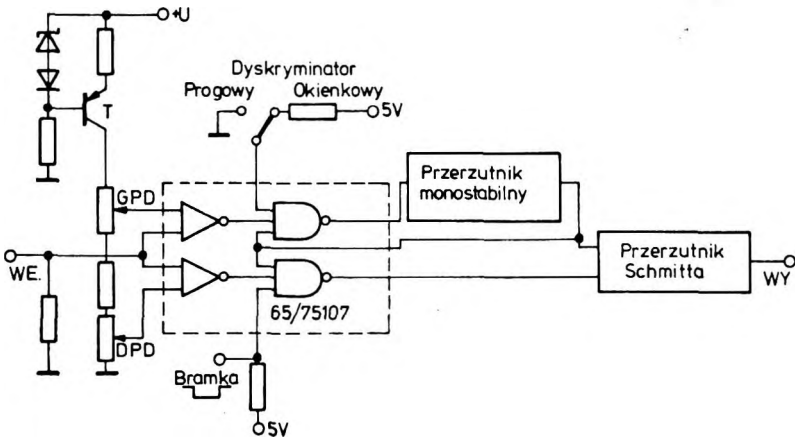 +U
Dyskryminator
Progowy Okienkowy
5V
T
GPD
Przerzutnik
monostabilny
WE.
Przerzutnik
Schmitta
WY
65/75107
DPD
Bramka
5V